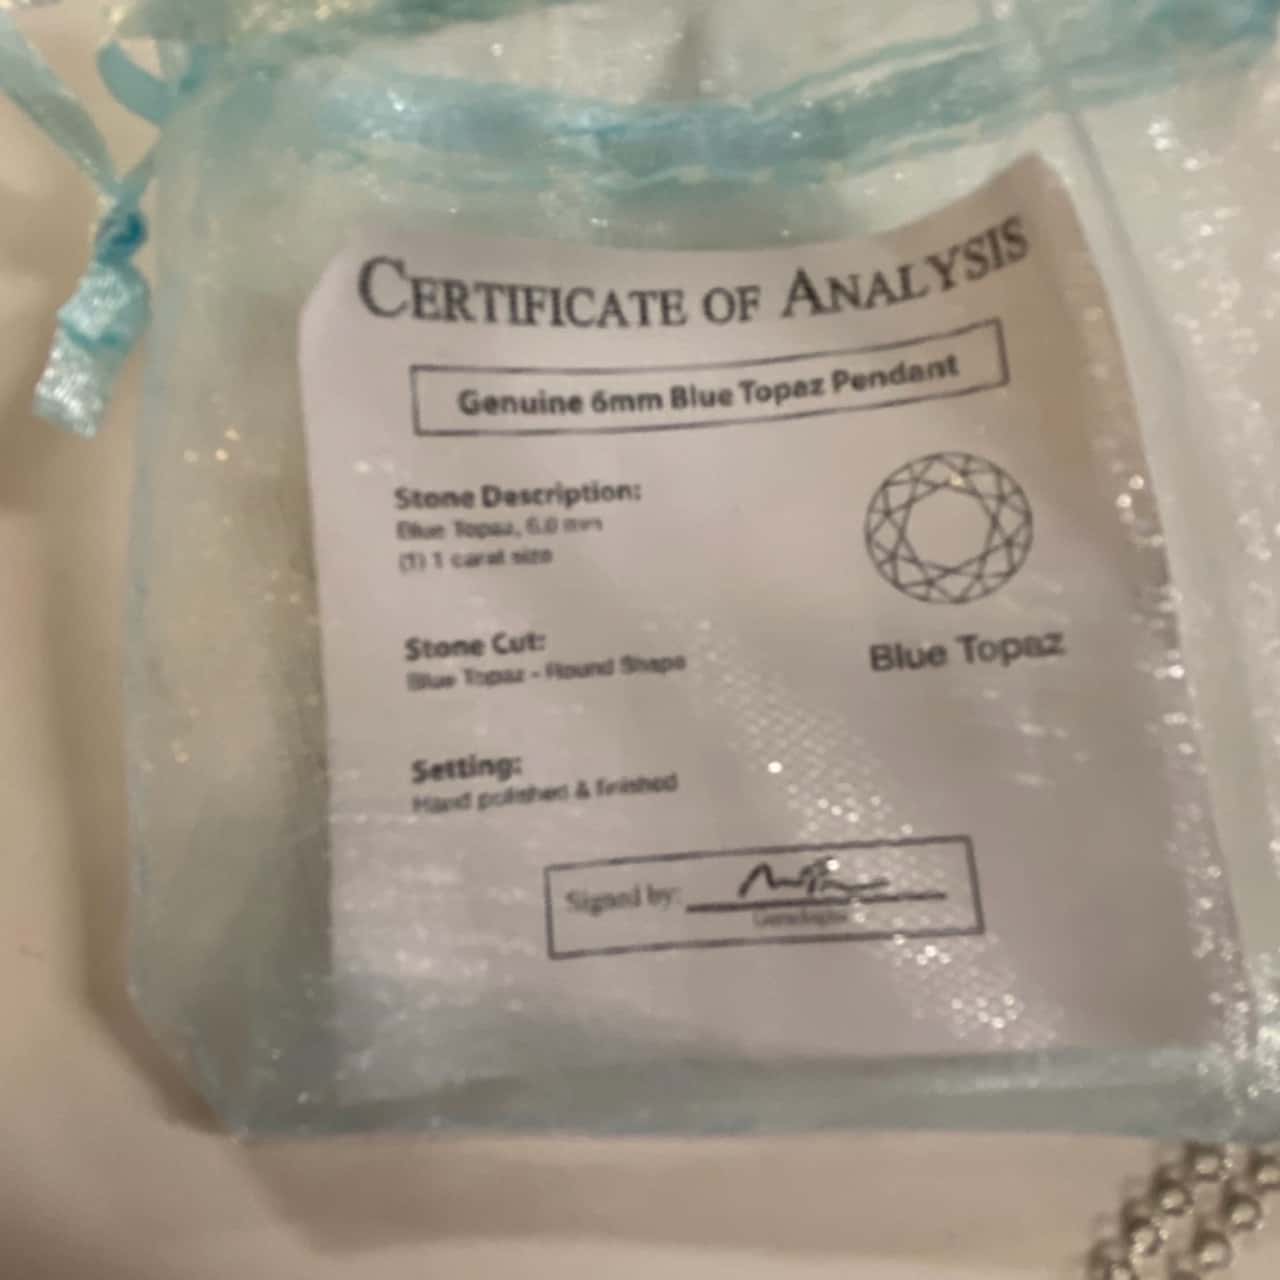 CERTIFICATE OF ANALYSIS
Genuine 6mm Blue Topaz Pendant
Stone Description:
Blue Topaz, 6.0 mm
(1) 1 carat size
Blue Topaz
Stone Cut:
Blue Topaz - Round Shape
Setting:
Hand polished & finished
Signed by:
Gemologist